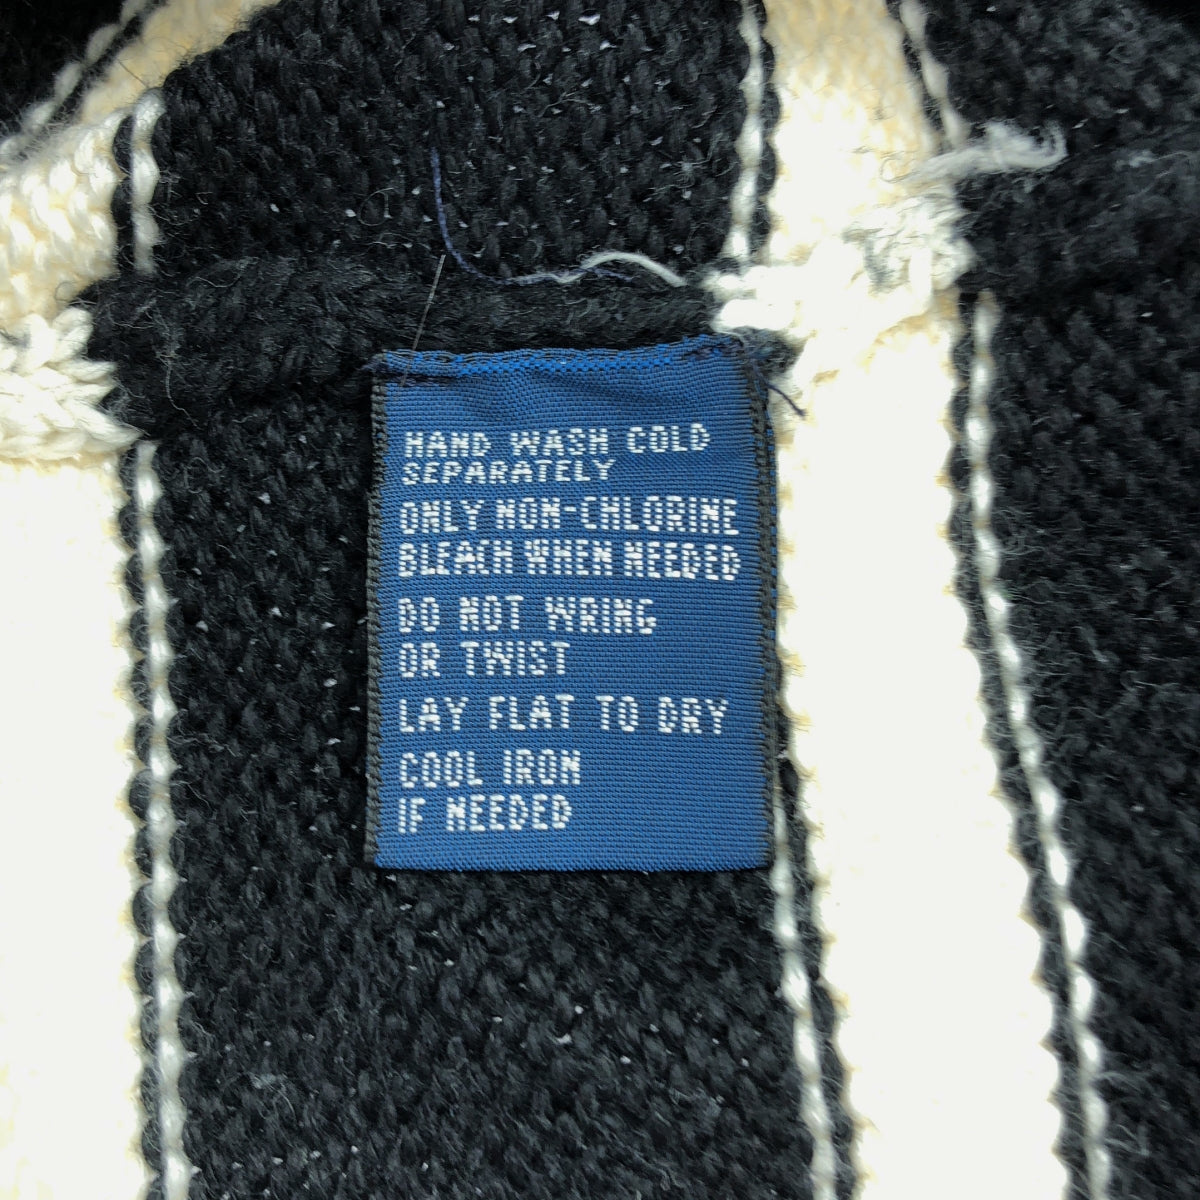 HAND WASH COLD
SEPARATELY
ONLY NON-CHLORINE
BLEACH WHEN NEEDED
DO NOT WRING
OR TWIST
LAY FLAT TO DRY
COOL IRON
IF NEEDED